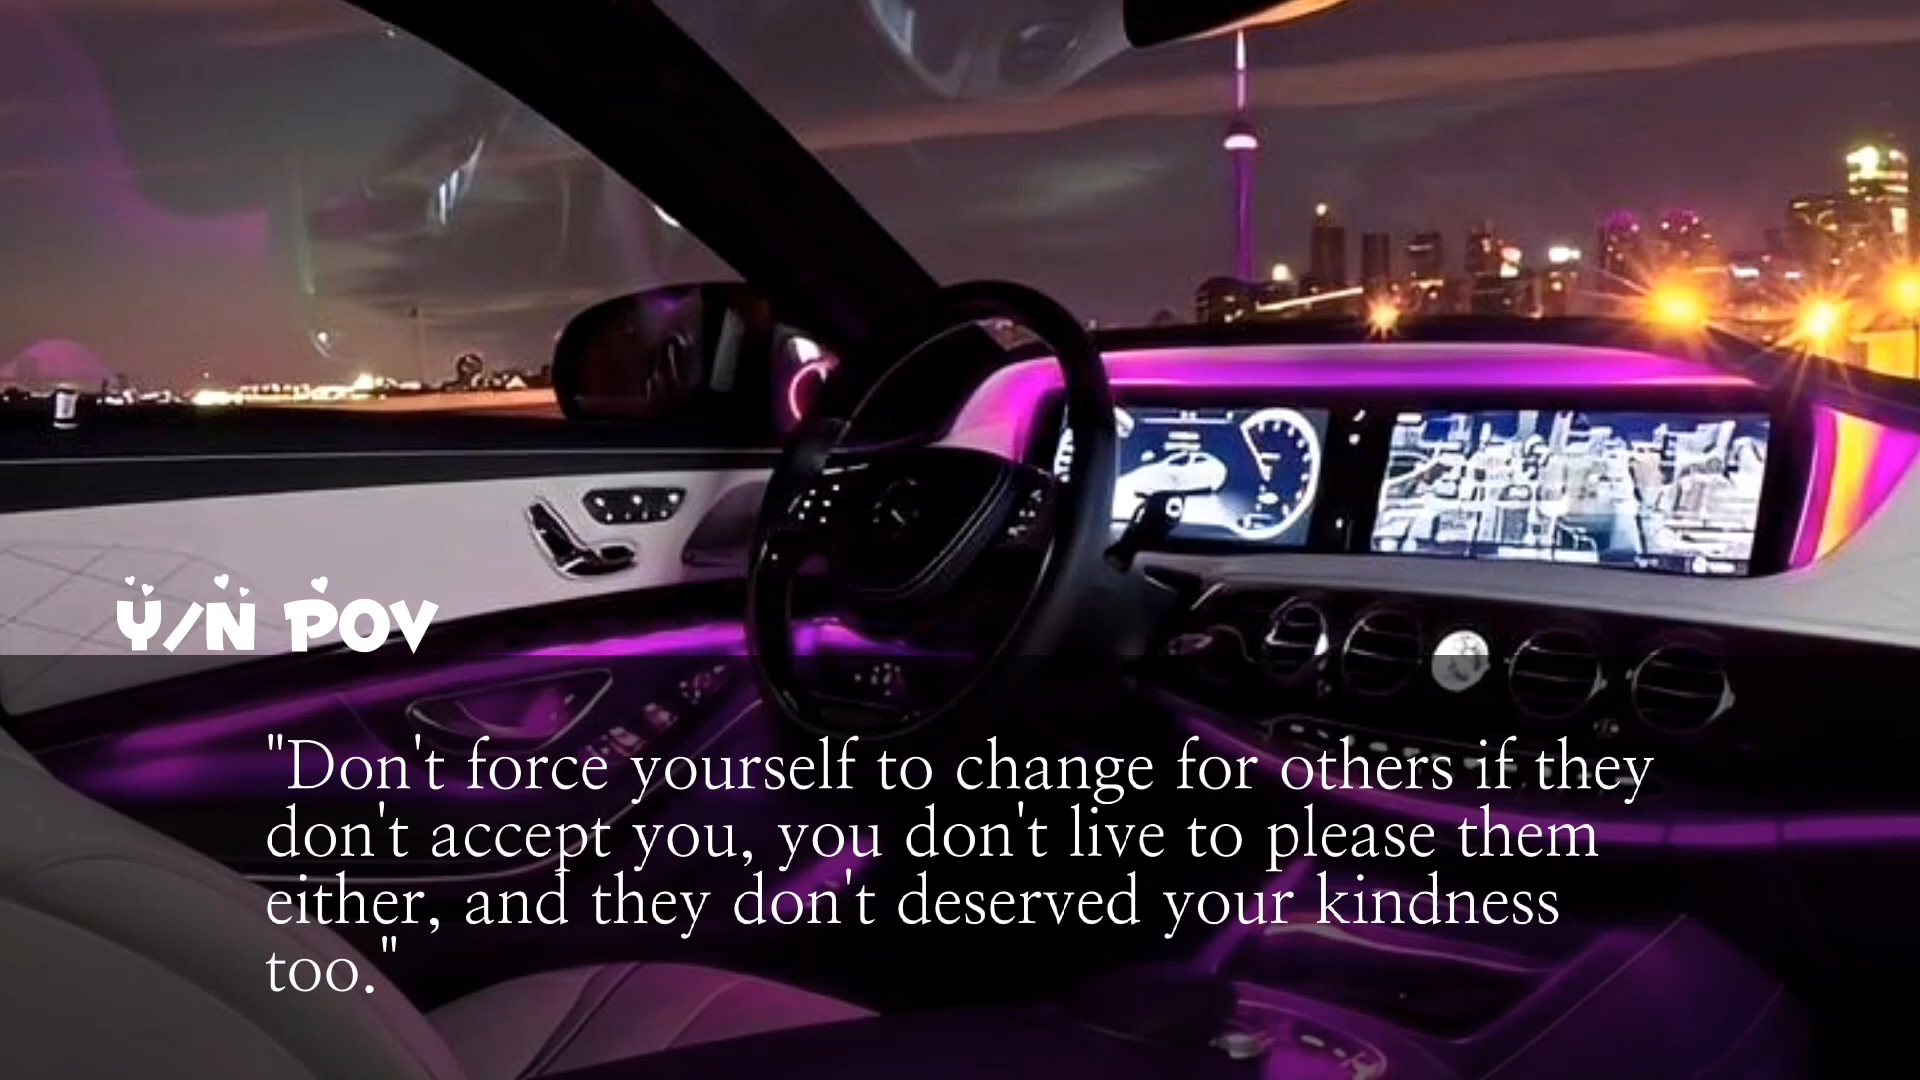 Y/N POV
"Don't force yourself to change for others if they
don't accept you, you don't live to please them
either, and they don't deserved your kindness
too."